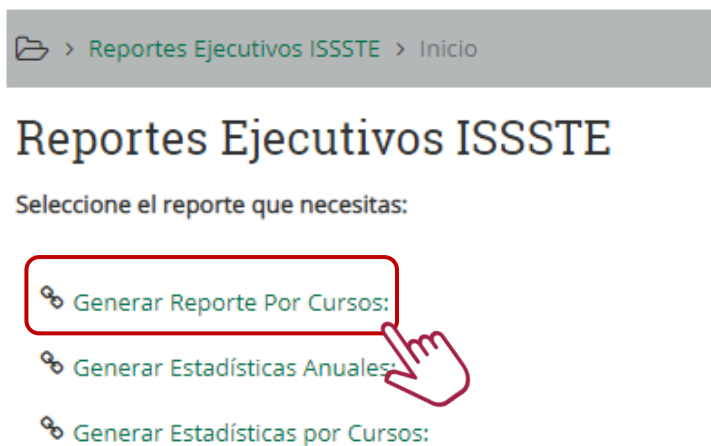 > Reportes Ejecutivos ISSSTE > Inicio
Reportes Ejecutivos ISSSTE
Seleccione el reporte que necesitas:
Generar Reporte Por Cursos:
Generar Estadísticas Anuales:
Generar Estadísticas por Cursos: